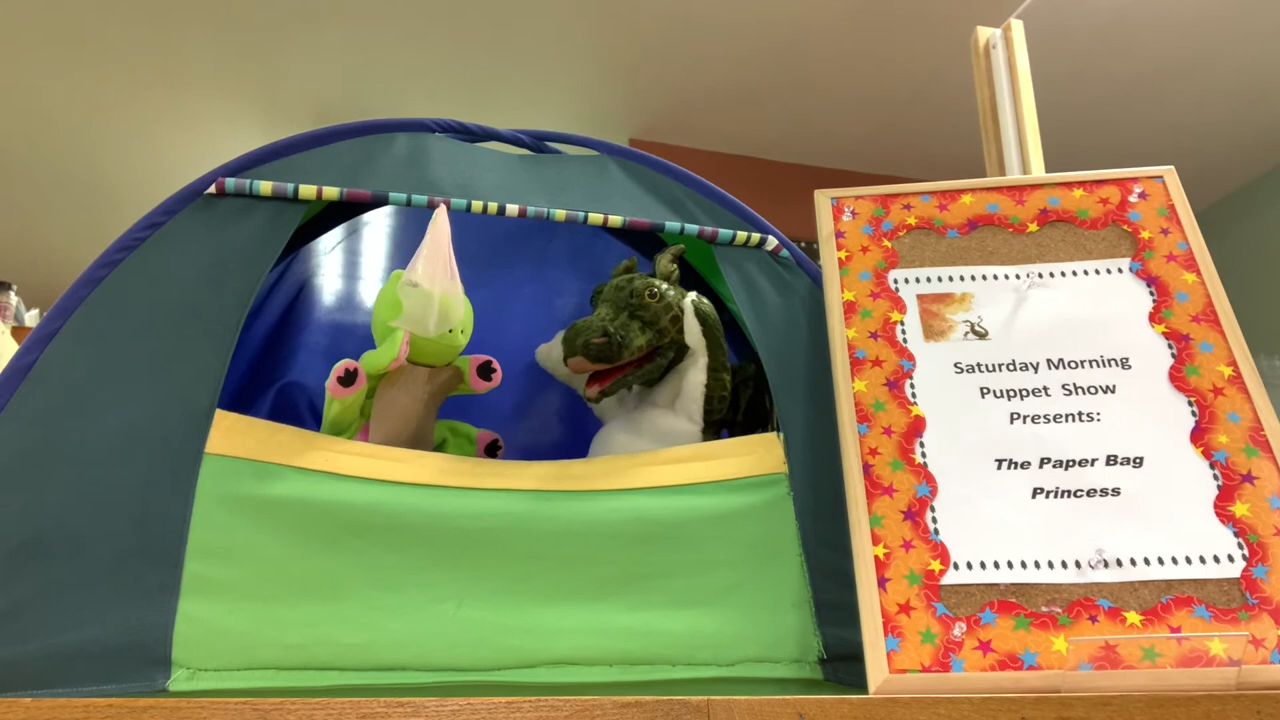 Saturday Morning
Puppet Show
Presents:
The Paper Bag
Princess